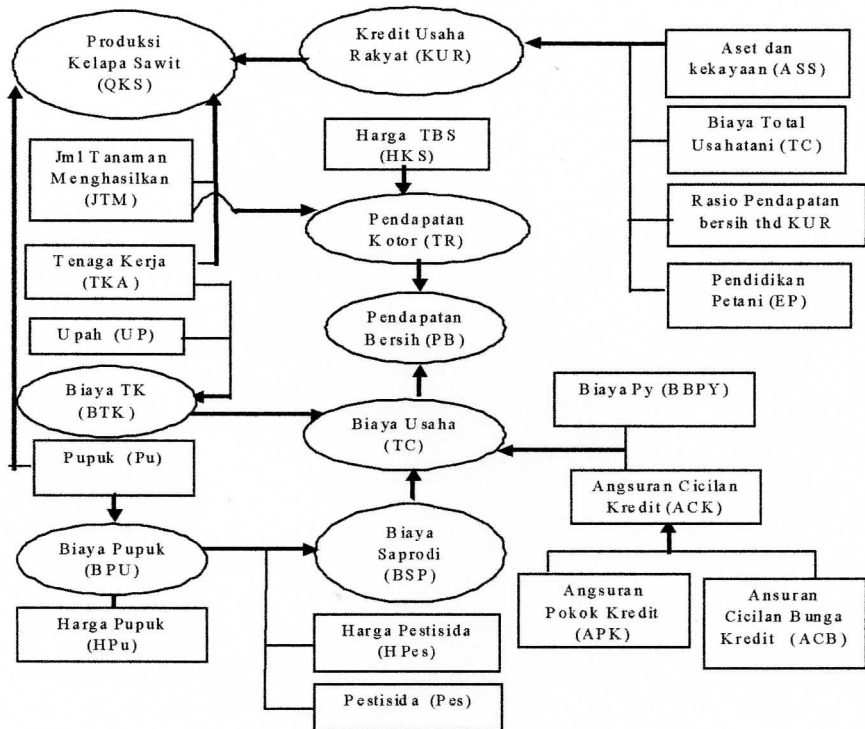 Produksi
Kelapa Sawit
(QKS)
Kredit Usaha
Rakyat (KUR)
Aset dan
kekayaan (ASS)
Biaya Total
Usahatani (TC)
Rasio Pendapatan
bersih thd KUR
Pendidikan
Petani (EP)
Harga TBS
(HKS)
Jml Tanaman
Menghasilkan
(JTM)
Pendapatan
Kotor (TR)
Tenaga Kerja
(TKA)
Upah (UP)
Pendapatan
Bersih (PB)
Biaya TK
(BTK)
Biaya Usaha
(TC)
Biaya Py (BBPY)
Pupuk (Pu)
Angsuran Cicilan
Kredit (ACK)
Biaya Pupuk
(BPU)
Biaya
Saprodi
(BSP)
Angsuran
Pokok Kredit
(APK)
Ansuran
Cicilan Bunga
Kredit (ACB)
Harga Pupuk
(HPu)
Harga Pestisida
(HPes)
Pestisida (Pes)